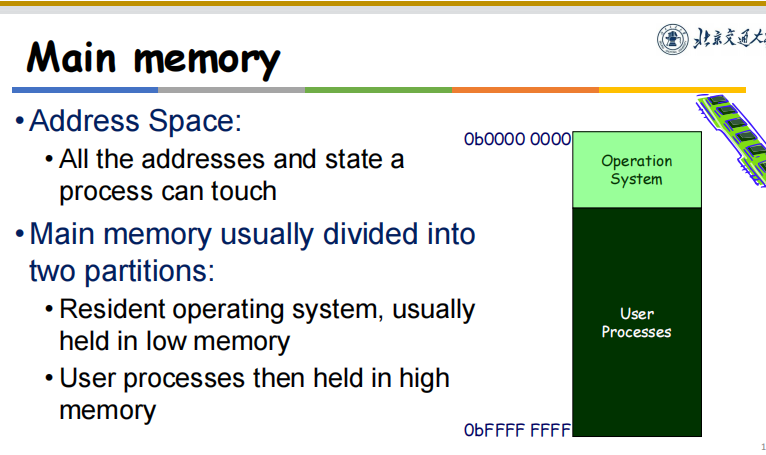 Main memory
北京交通大
•Address Space:
•All the addresses and state a
process can touch
•Main memory usually divided into
two partitions:
•Resident operating system, usually
held in low memory
•User processes then held in high
memory
0b0000 0000
Operation
System
User
Processes
0bFFFF FFFF
1